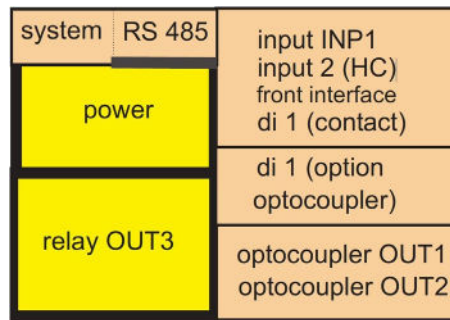 system RS 485
power
relay OUT3
input INP1
input 2 (HC)
front interface
di 1 (contact)
di 1 (option
optocoupler)
optocoupler OUT1
optocoupler OUT2